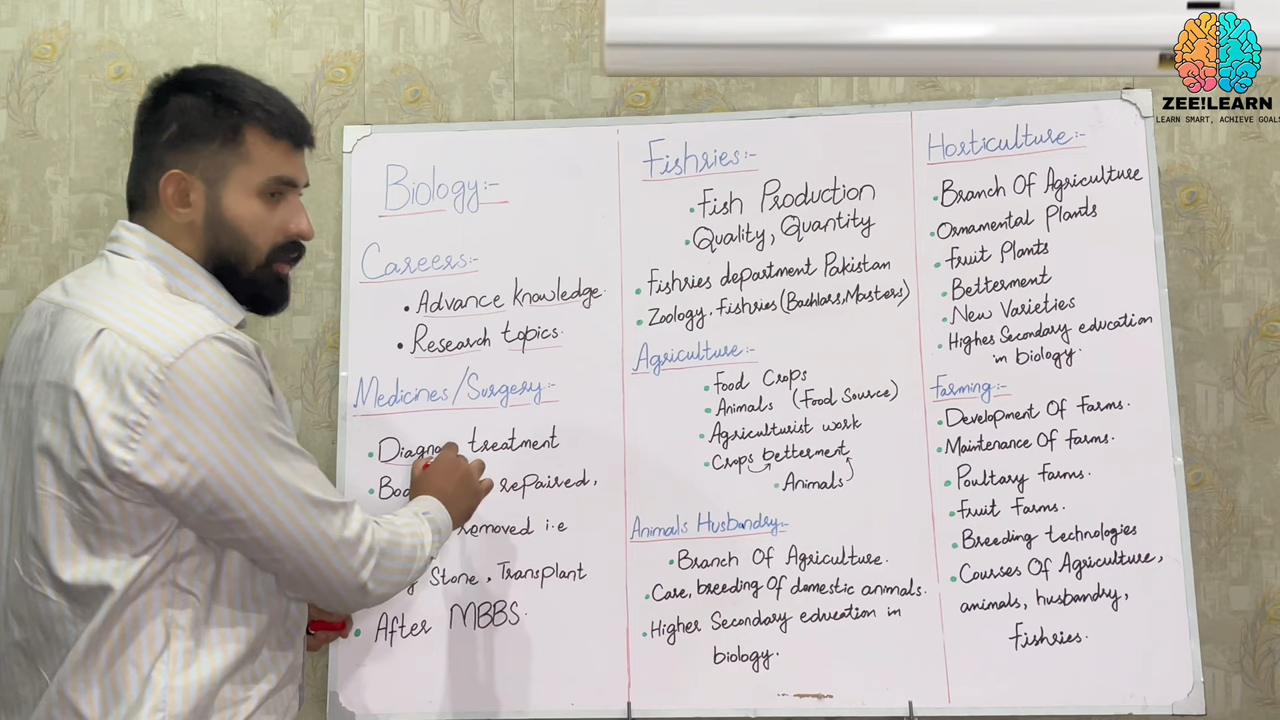 ZEE!LEARN
LEARN SMART, ACHIEVE GOALS
Biology:-
Careers:-
Advance knowledge.
Research topics.
Medicines/Surgery:-
treatment
repaired,
removed i.e
Stone, Transplant
After MBBS.
Fishries:-
Fish Production
Quality, Quantity
Fishries department Pakistan
Zoology. Fishries (Bachlars, Masters)
Agriculture:-
Food Crops
Animals (Food Source)
Agriculturist work
Crops betterment
Animals
Animals Husbandry:-
Branch Of Agriculture.
Care, breeding Of domestic animals.
Higher Secondary education in
biology.
Horticulture:-
Branch Of Agriculture
Ornamental Plants
Fruit Plants
Betterment
New Varieties
Highes Secondary education
in biology.
Farming:-
Development Of Farms.
Maintenance Of Farms.
Poultary Farms.
Fruit Farms.
Breeding technologies
Courses Of Agriculture,
animals, husbandry,
Fishries.